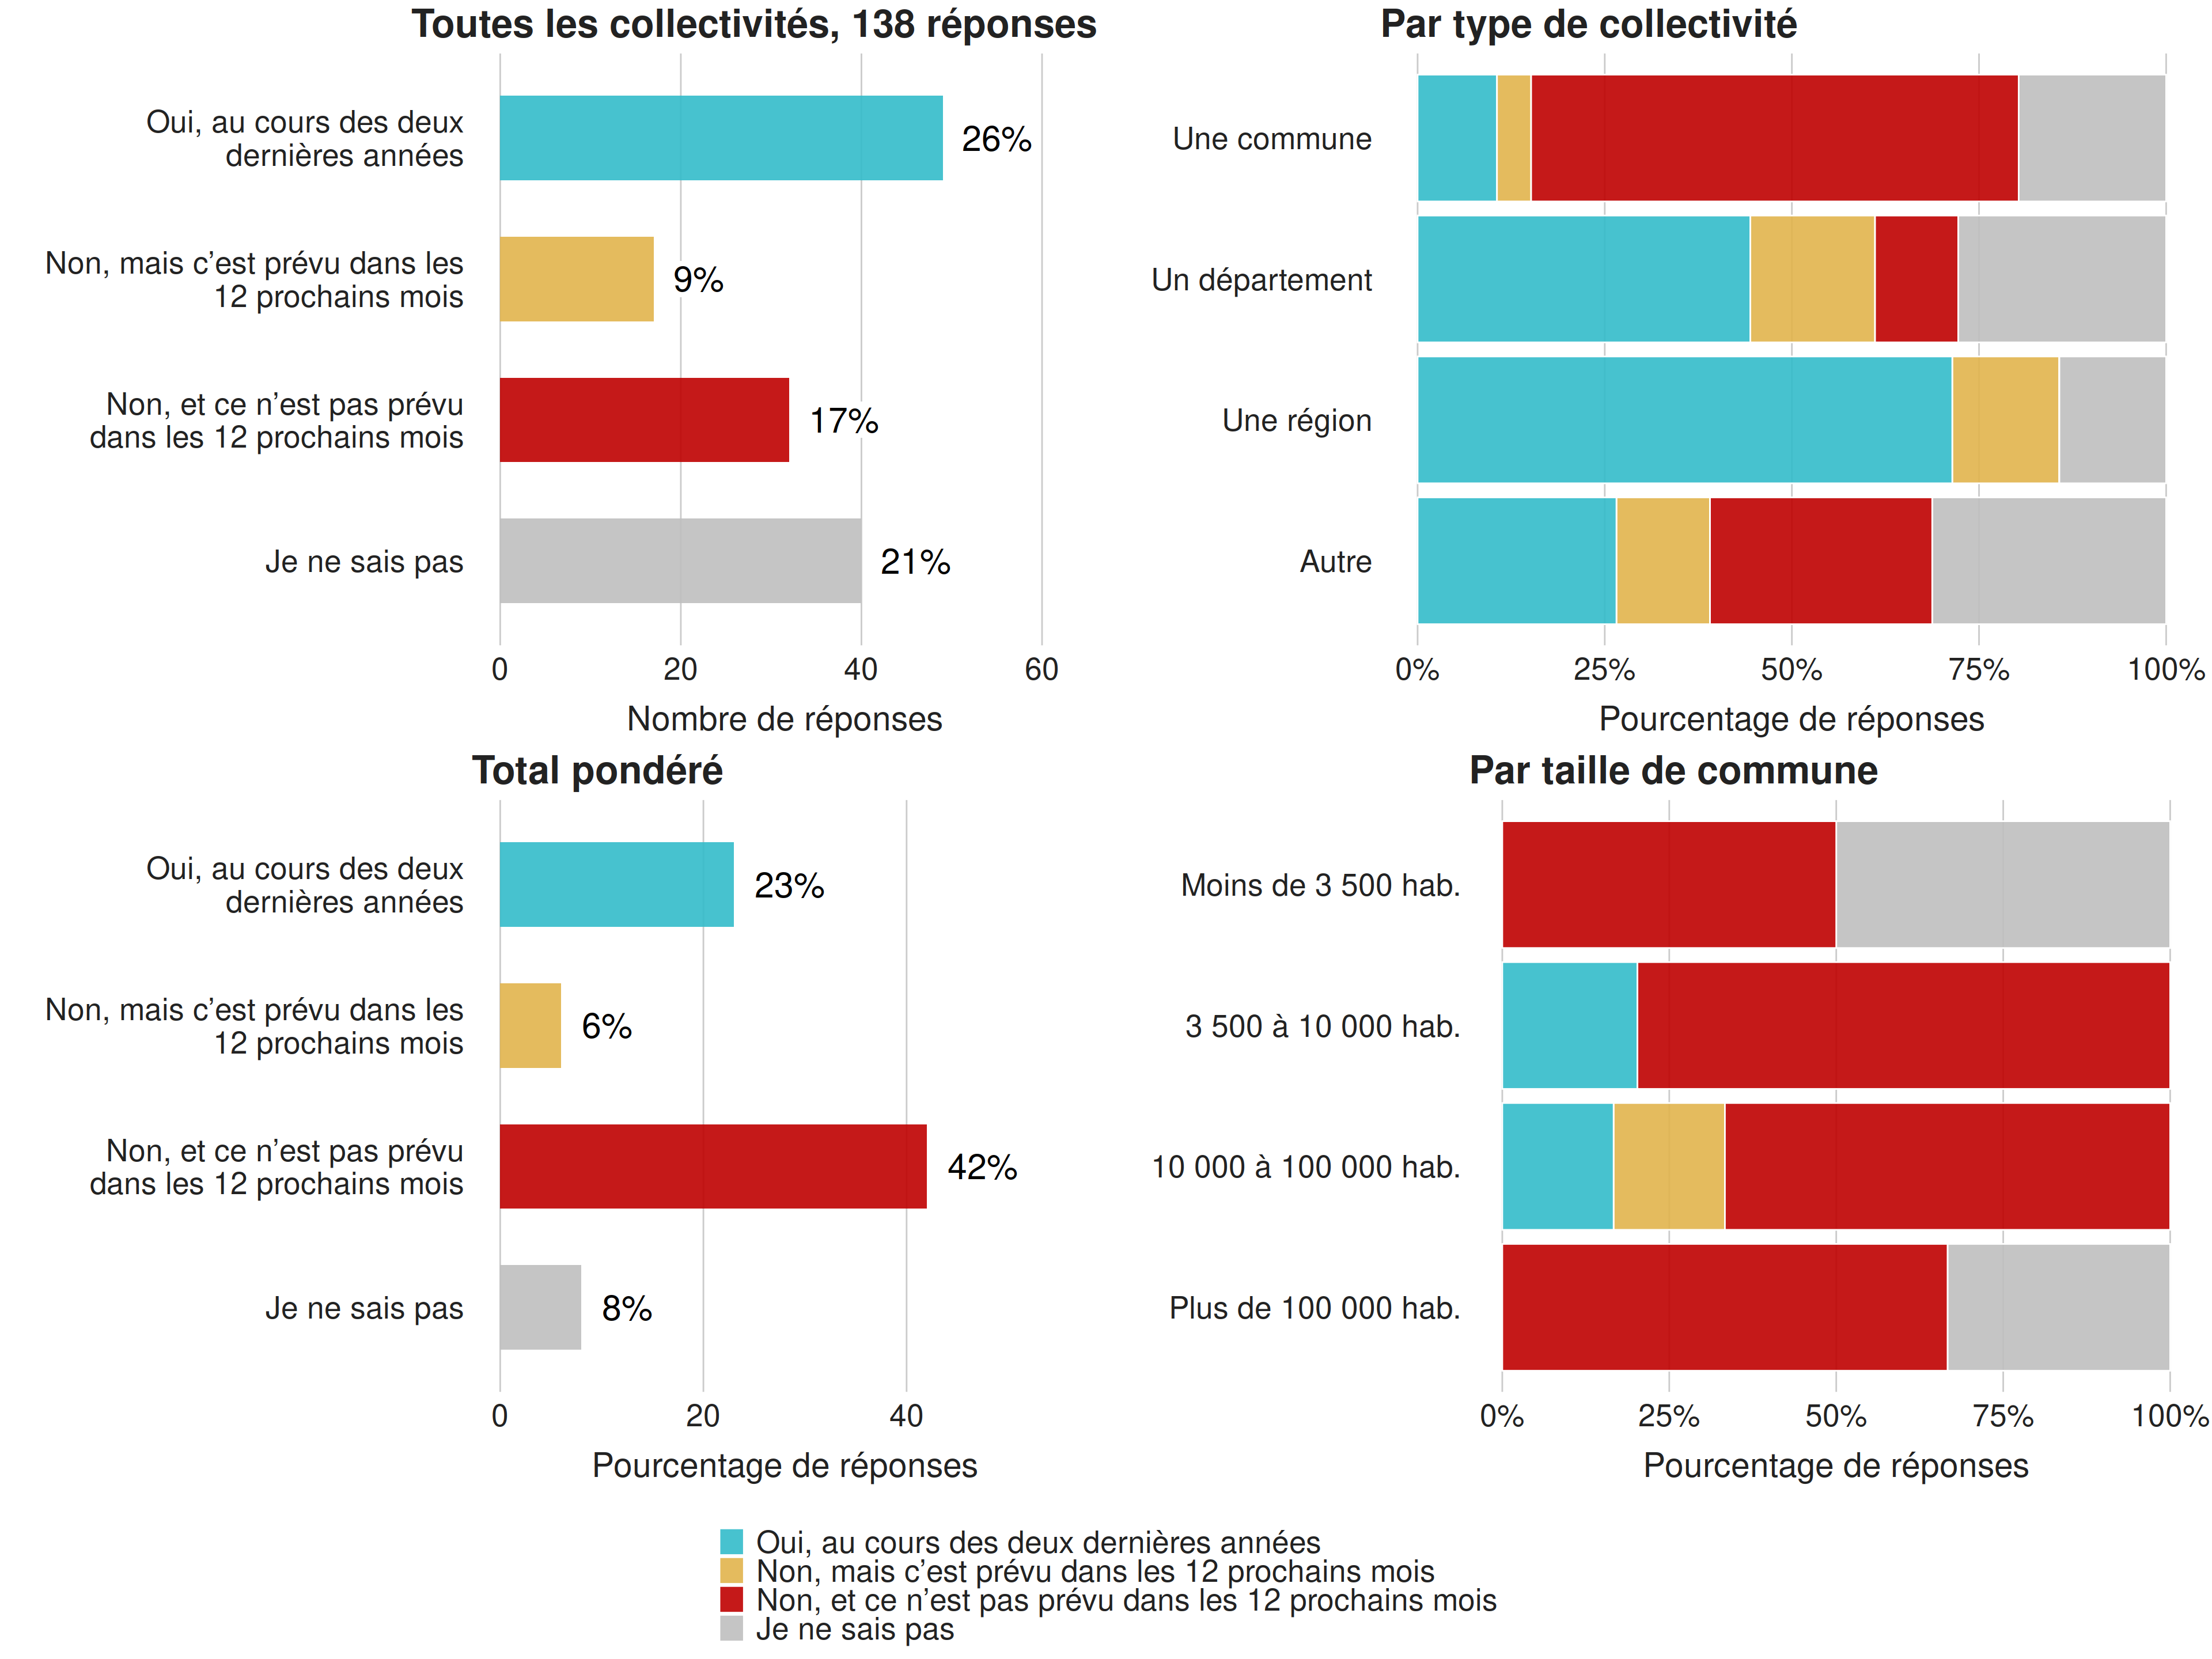 Toutes les collectivités, 138 réponses
Oui, au cours des deux
dernières années
26%
Non, mais c’est prévu dans les
12 prochains mois
9%
Non, et ce n’est pas prévu
dans les 12 prochains mois
17%
Je ne sais pas
21%
0 20 40 60
Nombre de réponses
Par type de collectivité
Une commune
Un département
Une région
Autre
0% 25% 50% 75% 100%
Pourcentage de réponses
Total pondéré
Oui, au cours des deux
dernières années
23%
Non, mais c’est prévu dans les
12 prochains mois
6%
Non, et ce n’est pas prévu
dans les 12 prochains mois
42%
Je ne sais pas
8%
0 20 40
Pourcentage de réponses
Par taille de commune
Moins de 3 500 hab.
3 500 à 10 000 hab.
10 000 à 100 000 hab.
Plus de 100 000 hab.
0% 25% 50% 75% 100%
Pourcentage de réponses
Oui, au cours des deux dernières années
Non, mais c’est prévu dans les 12 prochains mois
Non, et ce n’est pas prévu dans les 12 prochains mois
Je ne sais pas